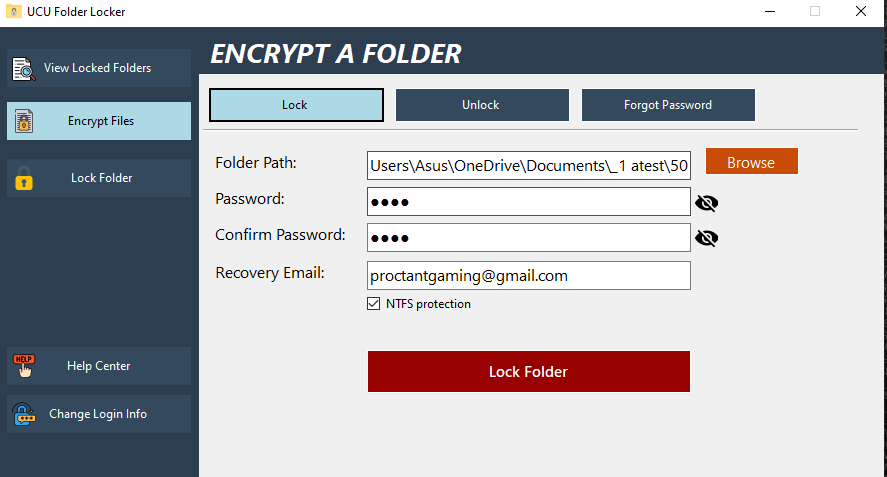 UCU Folder Locker
ENCRYPT A FOLDER
View Locked Folders
Encrypt Files
Lock Folder
Help Center
Change Login Info
Lock
Unlock
Forgot Password
Folder Path:
Users\Asus\OneDrive\Documents\_1 atest\50
Browse
Password:
●●●●
Confirm Password:
●●●●
Recovery Email:
proctantgaming@gmail.com
NTFS protection
Lock Folder
HELP